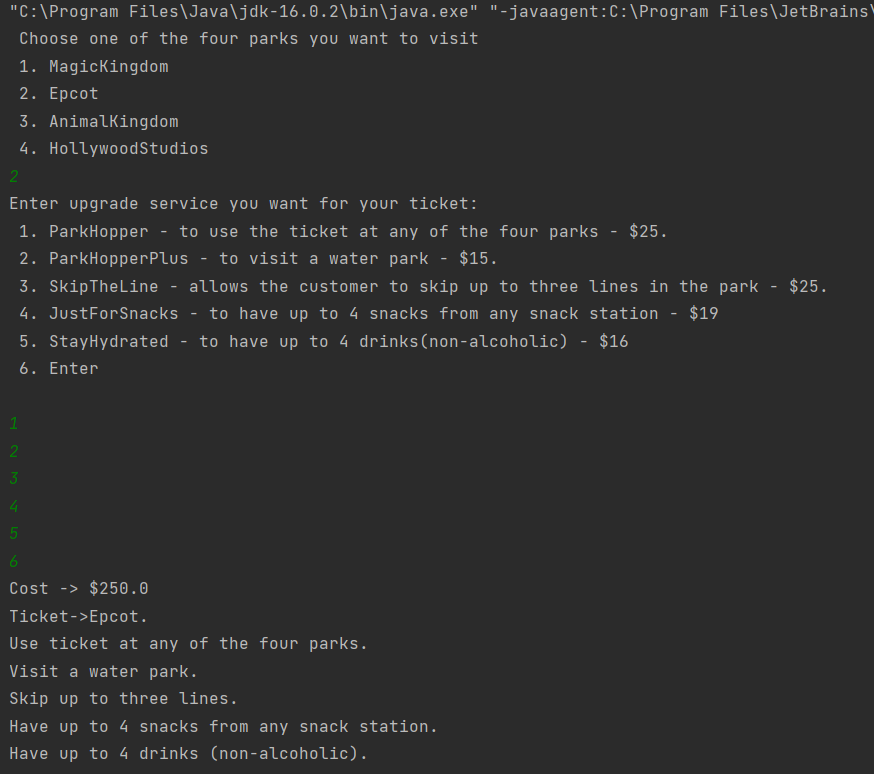 "C:\Program Files\Java\jdk-16.0.2\bin\java.exe" "-javaagent:C:\Program Files\JetBrains\
Choose one of the four parks you want to visit
1. MagicKingdom
2. Epcot
3. AnimalKingdom
4. HollywoodStudios
2
Enter upgrade service you want for your ticket:
1. ParkHopper - to use the ticket at any of the four parks - $25.
2. ParkHopperPlus - to visit a water park - $15.
3. SkipTheLine - allows the customer to skip up to three lines in the park - $25.
4. JustForSnacks - to have up to 4 snacks from any snack station - $19
5. StayHydrated - to have up to 4 drinks(non-alcoholic) - $16
6. Enter
1
2
3
4
5
6
Cost -> $250.0
Ticket->Epcot.
Use ticket at any of the four parks.
Visit a water park.
Skip up to three lines.
Have up to 4 snacks from any snack station.
Have up to 4 drinks (non-alcoholic).